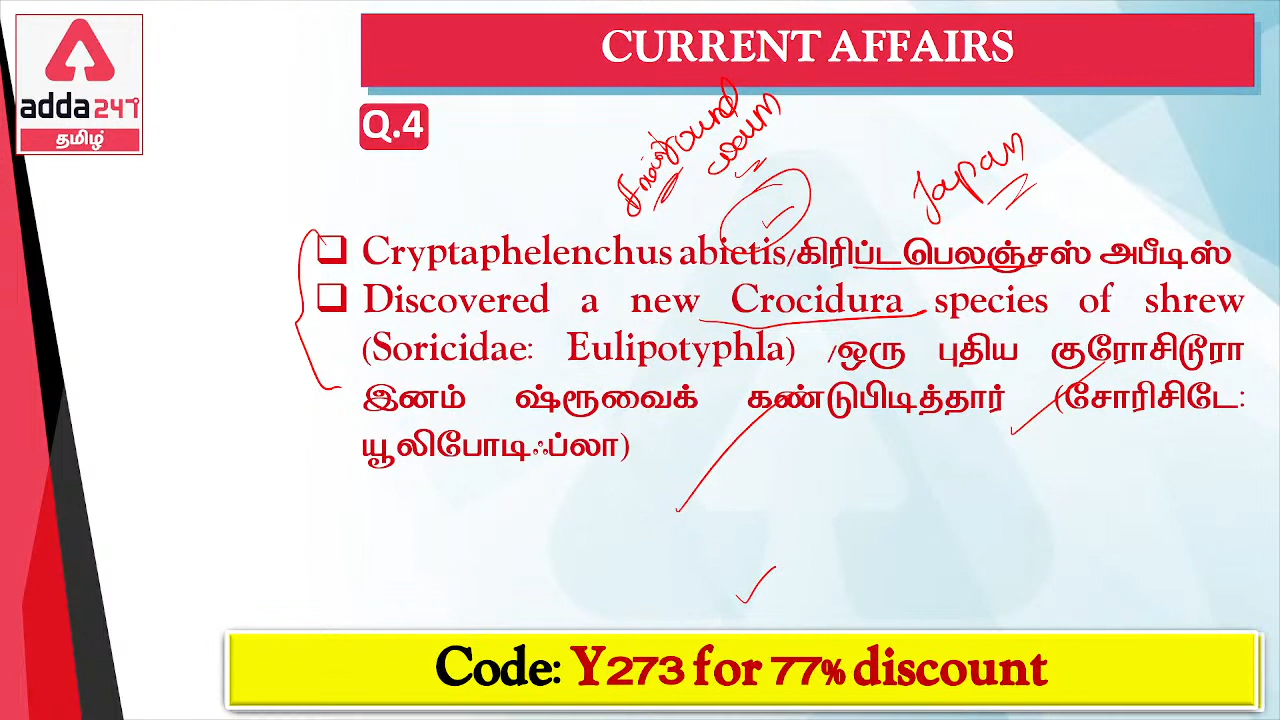 CURRENT AFFAIRS
adda247
தமிழ்
Q.4
Japan
Cryptaphelenchus abietis/கிரிப்டபெலஞ்சஸ் அபீடிஸ்
Discovered a new Crocidura species of shrew
(Soricidae: Eulipotyphla) /ஒரு புதிய குரோசிடூரா
இனம் ஷ்ரூவைக் கண்டுபிடித்தார் (சோரிசிடே:
யூலிபோடிஃப்லா)
Code: Y273 for 77% discount